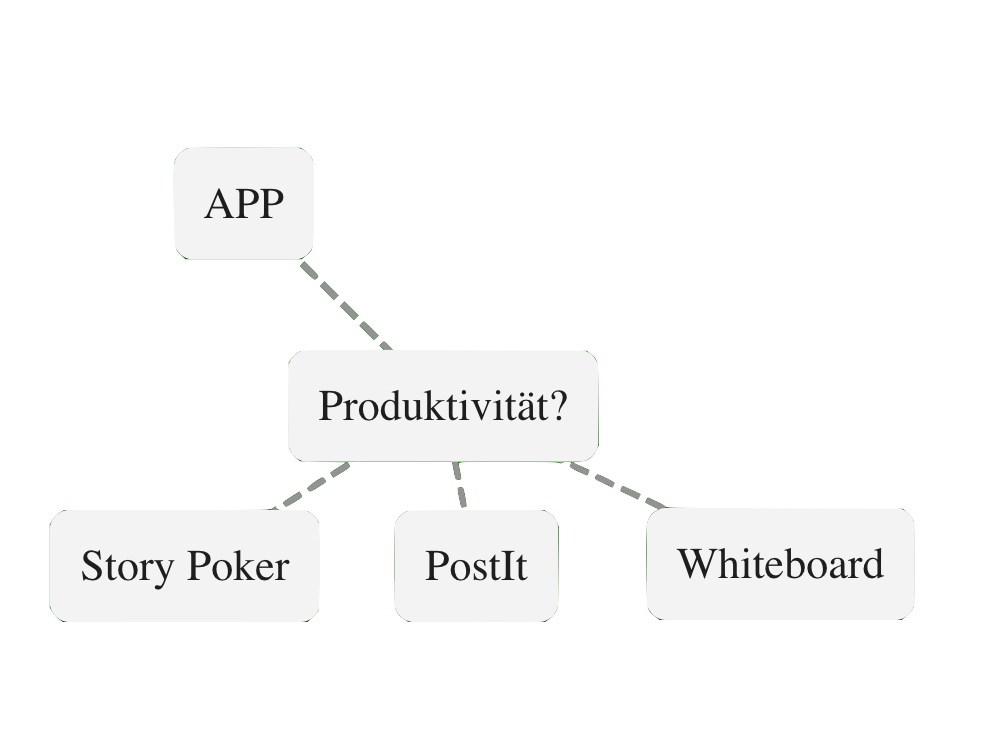 APP
Produktivität?
Story Poker
PostIt
Whiteboard